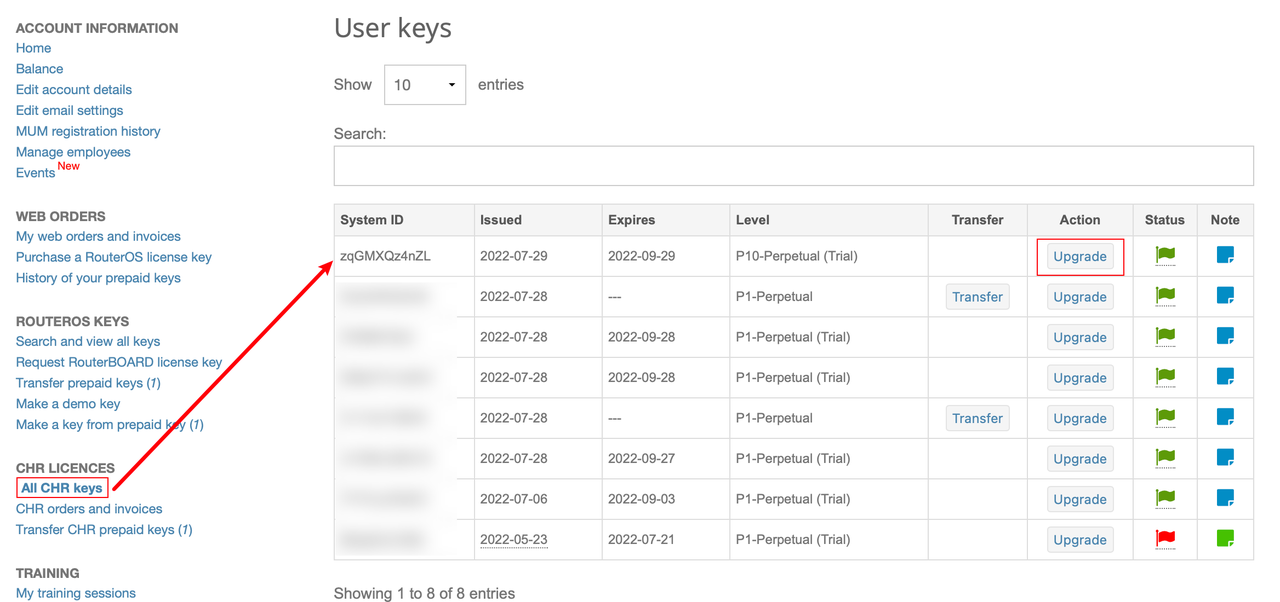 ACCOUNT INFORMATION
Home
Balance
Edit account details
Edit email settings
MUM registration history
Manage employees
Events New
WEB ORDERS
My web orders and invoices
Purchase a RouterOS license key
History of your prepaid keys
ROUTEROS KEYS
Search and view all keys
Request RouterBOARD license key
Transfer prepaid keys (1)
Make a demo key
Make a key from prepaid key (1)
CHR LICENCES
All CHR keys
CHR orders and invoices
Transfer CHR prepaid keys (1)
TRAINING
My training sessions
User keys
Show 10 entries
Search:
System ID Issued Expires Level Transfer Action Status Note
zqGMXQz4nZL 2022-07-29 2022-09-29 P10-Perpetual (Trial) Upgrade
2022-07-28 --- P1-Perpetual Transfer Upgrade
2022-07-28 2022-09-28 P1-Perpetual (Trial) Upgrade
2022-07-28 2022-09-28 P1-Perpetual (Trial) Upgrade
2022-07-28 --- P1-Perpetual Transfer Upgrade
2022-07-28 2022-09-27 P1-Perpetual (Trial) Upgrade
2022-07-06 2022-09-03 P1-Perpetual (Trial) Upgrade
2022-05-23 2022-07-21 P1-Perpetual (Trial) Upgrade
Showing 1 to 8 of 8 entries